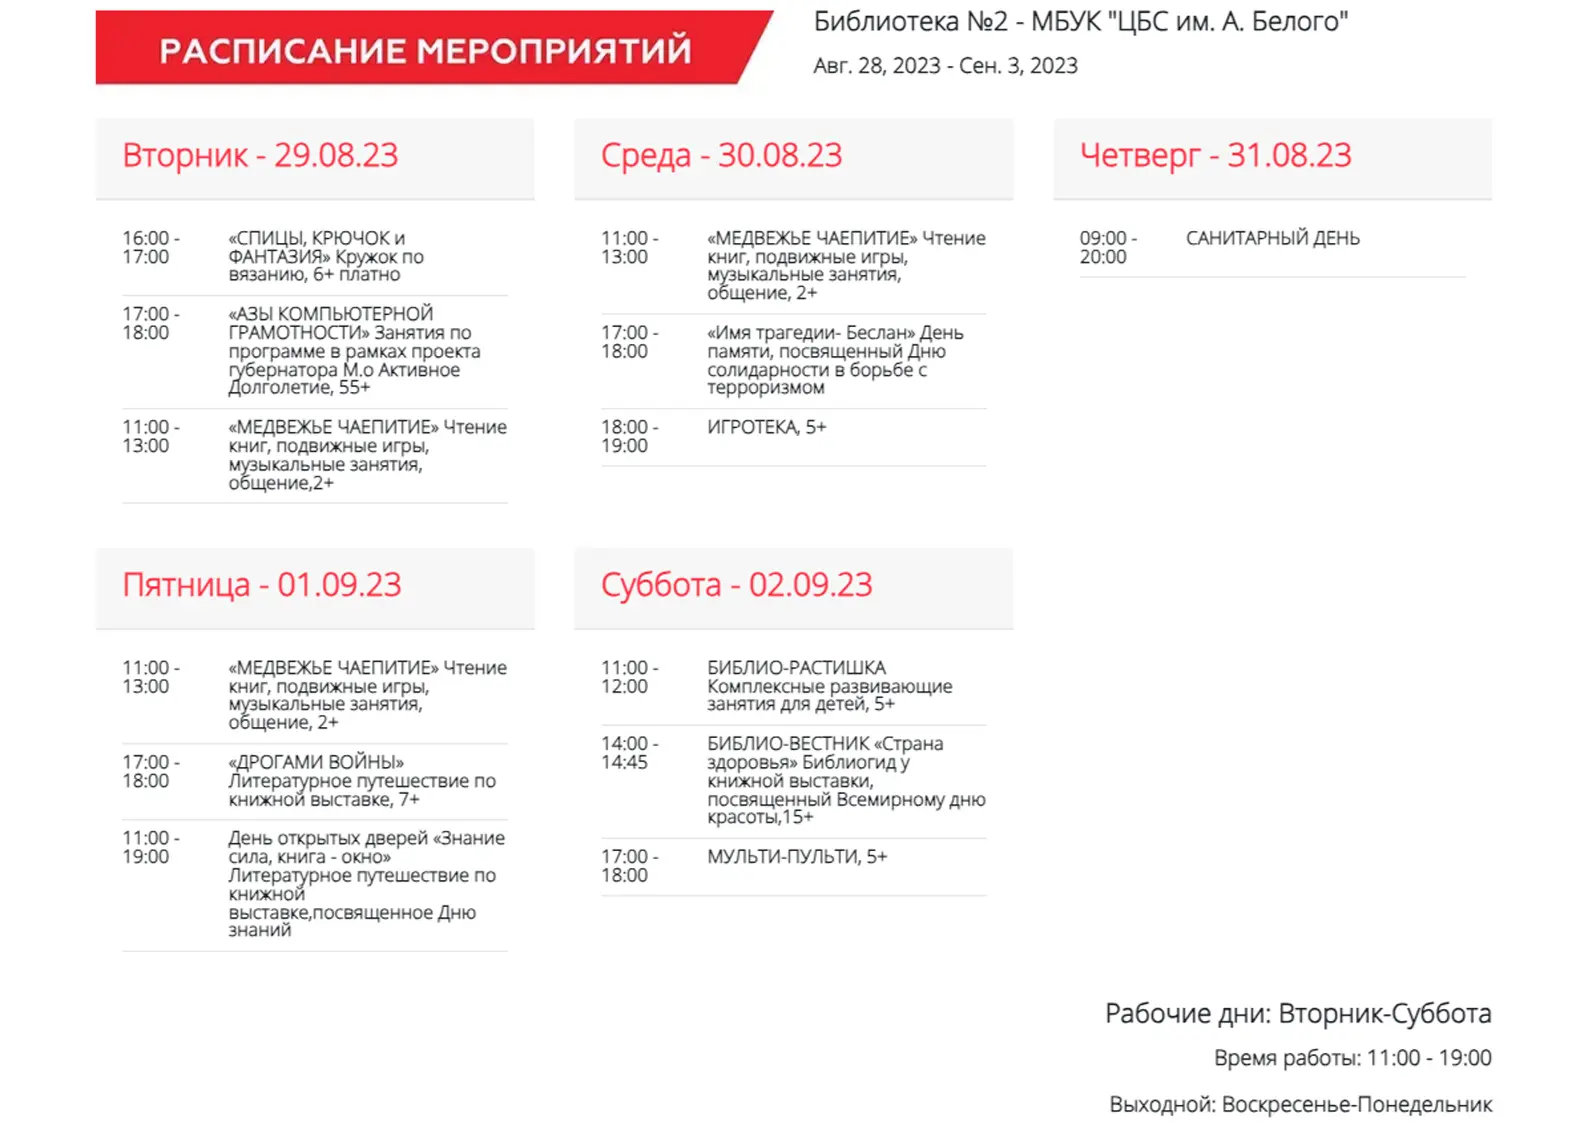 РАСПИСАНИЕ МЕРОПРИЯТИЙ
Библиотека №2 - МБУК "ЦБС им. А. Белого"
Авг. 28, 2023 - Сен. 3, 2023
Вторник - 29.08.23
16:00 -
17:00
«СПИЦЫ, КРЮЧОК и
ФАНТАЗИЯ» Кружок по
вязанию, 6+ платно
17:00 -
18:00
«АЗЫ КОМПЬЮТЕРНОЙ
ГРАМОТНОСТИ» Занятия по
программе в рамках проекта
губернатора М.о Активное
Долголетие, 55+
11:00 -
13:00
«МЕДВЕЖЬЕ ЧАЕПИТИЕ» Чтение
книг, подвижные игры,
музыкальные занятия,
общение,2+
Среда - 30.08.23
11:00 -
13:00
«МЕДВЕЖЬЕ ЧАЕПИТИЕ» Чтение
книг, подвижные игры,
музыкальные занятия,
общение, 2+
17:00 -
18:00
«Имя трагедии- Беслан» День
памяти, посвященный Дню
солидарности в борьбе с
терроризмом
18:00 -
19:00
ИГРОТЕКА, 5+
Четверг - 31.08.23
09:00 -
20:00
САНИТАРНЫЙ ДЕНЬ
Пятница - 01.09.23
11:00 -
13:00
«МЕДВЕЖЬЕ ЧАЕПИТИЕ» Чтение
книг, подвижные игры,
музыкальные занятия,
общение, 2+
17:00 -
18:00
«ДРОГАМИ ВОЙНЫ»
Литературное путешествие по
книжной выставке, 7+
11:00 -
19:00
День открытых дверей «Знание
сила, книга - окно»
Литературное путешествие по
книжной
выставке,посвященное Дню
знаний
Суббота - 02.09.23
11:00 -
12:00
БИБЛИО-РАСТИШКА
Комплексные развивающие
занятия для детей, 5+
14:00 -
14:45
БИБЛИО-ВЕСТНИК «Страна
здоровья» Библиогид у
книжной выставки,
посвященный Всемирному дню
красоты,15+
17:00 -
18:00
МУЛЬТИ-ПУЛЬТИ, 5+
Рабочие дни: Вторник-Суббота
Время работы: 11:00 - 19:00
Выходной: Воскресенье-Понедельник